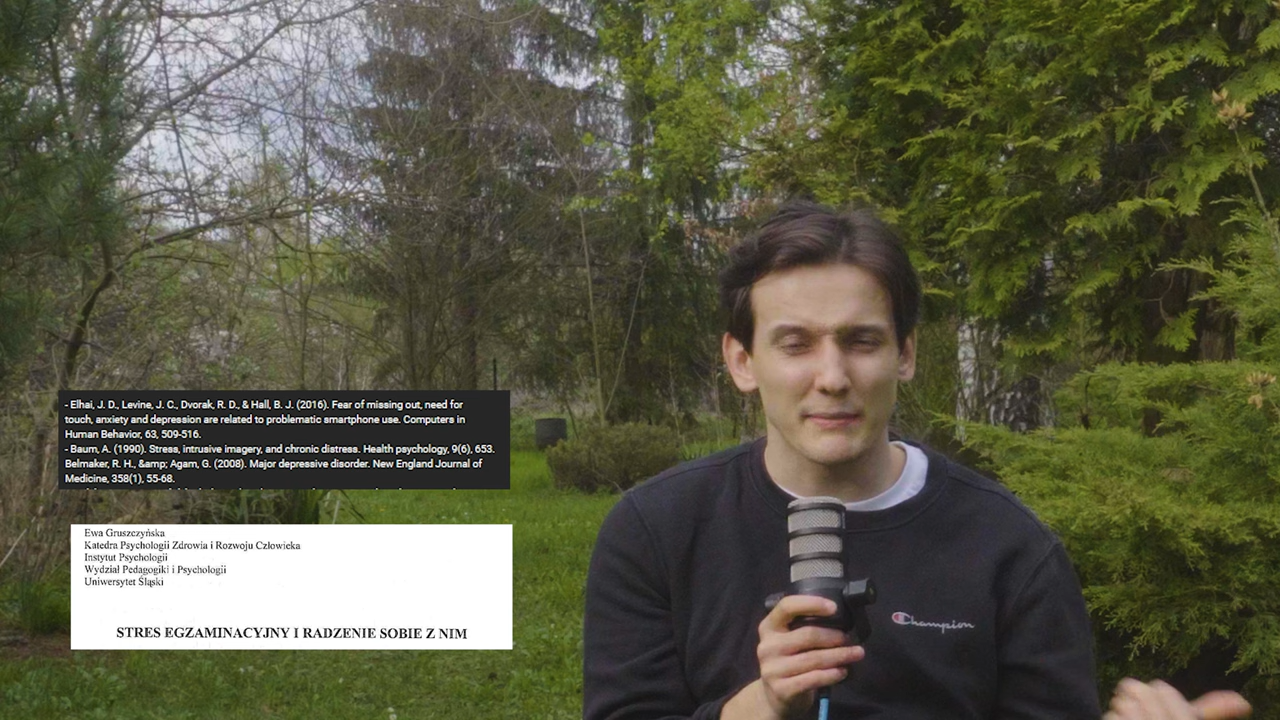 - Elhai, J. D., Levine, J. C., Dvorak, R. D., & Hall, B. J. (2016). Fear of missing out, need for
touch, anxiety and depression are related to problematic smartphone use. Computers in
Human Behavior, 63, 509-516.
- Baum, A. (1990). Stress, intrusive imagery, and chronic distress. Health psychology, 9(6), 653.
Belmaker, R. H., &amp; Agam, G. (2008). Major depressive disorder. New England Journal of
Medicine, 358(1), 55-68.
Ewa Gruszczyńska
Katedra Psychologii Zdrowia i Rozwoju Człowieka
Instytut Psychologii
Wydział Pedagogiki i Psychologii
Uniwersytet Śląski
STRES EGZAMINACYJNY I RADZENIE SOBIE Z NIM
Champion